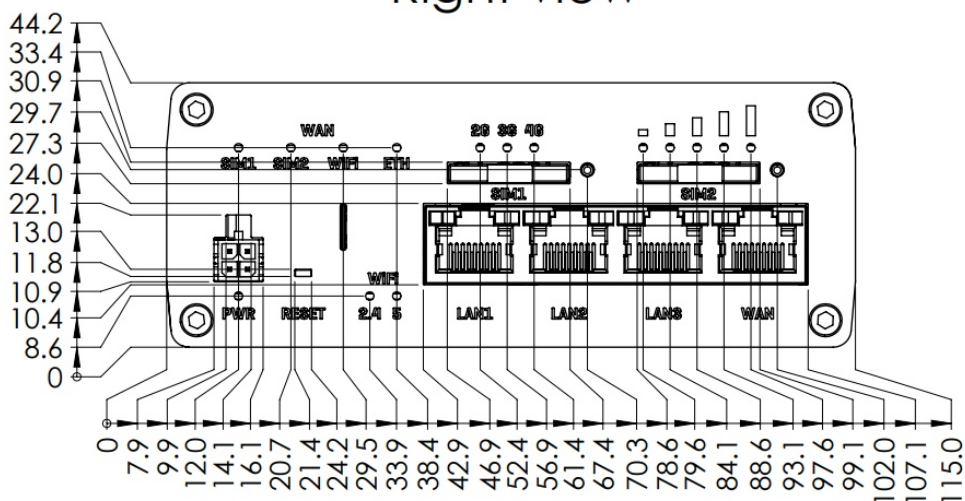 Right view
44.2
33.4
30.9
29.7
27.3
24.0
22.1
13.0
11.8
10.9
10.4
8.6
0
WAN
SIM1 SIM2 WiFi ETH
2G 3G 4G
SIM1 SIM2
WiFi
PWR RESET 2.4 5 LAN1 LAN2 LAN3 WAN
0 7.9 9.9 12.0 14.1 16.1 20.7 21.4 24.2 29.5 33.9 38.4 42.9 46.9 52.4 56.9 61.4 67.4 70.3 78.6 79.6 84.1 88.6 93.1 97.6 99.1 102.0 107.1 115.0